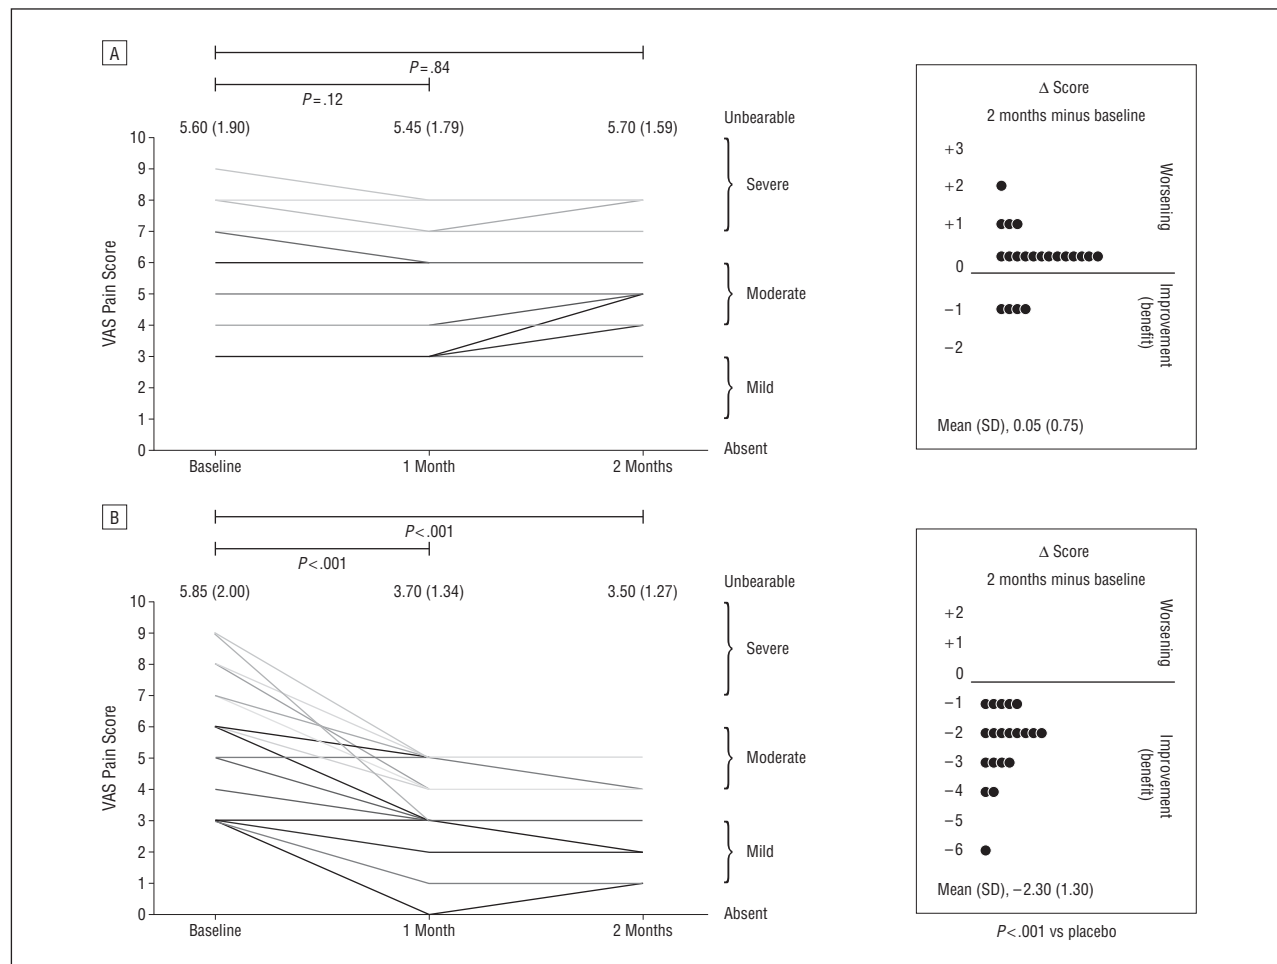 A
P=.84
P=.12
5.60 (1.90) 5.45 (1.79) 5.70 (1.59)
Unbearable
10
9
8
7
6
5
4
3
2
1
0
VAS Pain Score
Severe
Moderate
Mild
Absent
Baseline 1 Month 2 Months
Δ Score
2 months minus baseline
+3
+2
+1
0
−1
−2
Worsening
Improvement
(benefit)
Mean (SD), 0.05 (0.75)
B
P<.001
P<.001
5.85 (2.00) 3.70 (1.34) 3.50 (1.27)
Unbearable
10
9
8
7
6
5
4
3
2
1
0
VAS Pain Score
Severe
Moderate
Mild
Absent
Baseline 1 Month 2 Months
Δ Score
2 months minus baseline
+2
+1
0
−1
−2
−3
−4
−5
−6
Worsening
Improvement
(benefit)
Mean (SD), −2.30 (1.30)
P<.001 vs placebo